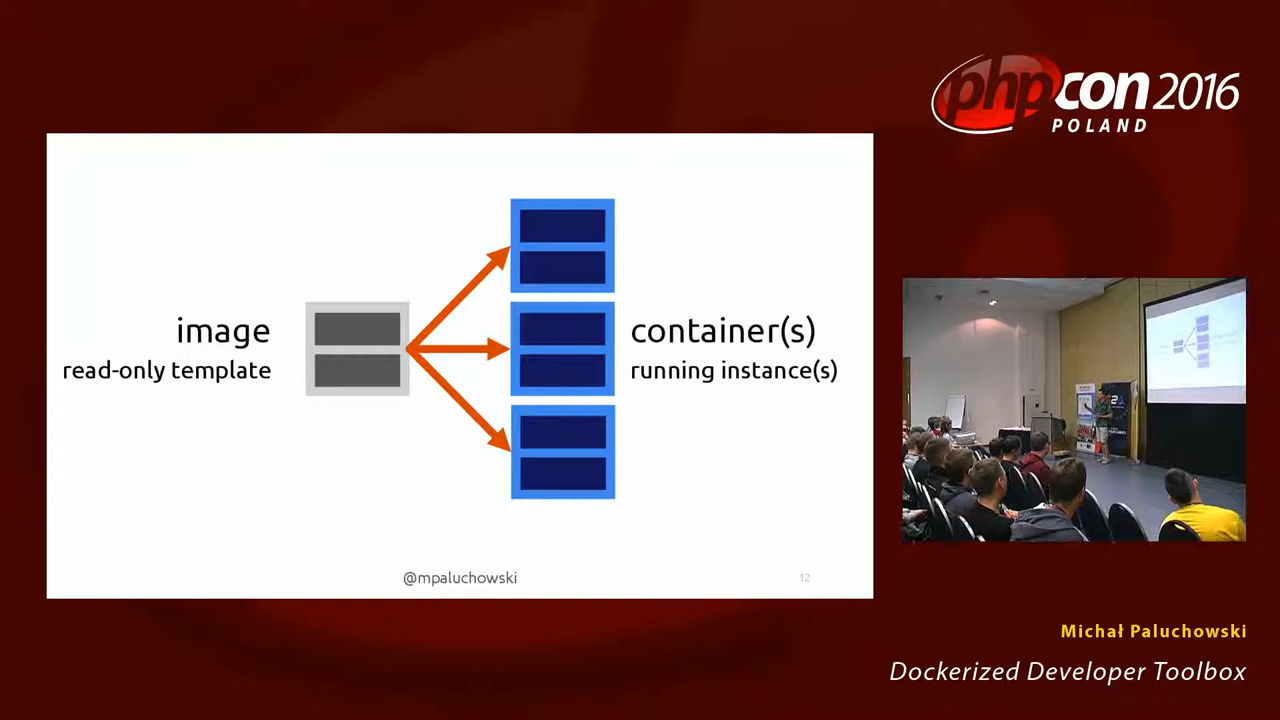 phpcon 2016
POLAND
image
read-only template
container(s)
running instance(s)
@mpaluchowski
12
Michał Paluchowski
Dockerized Developer Toolbox